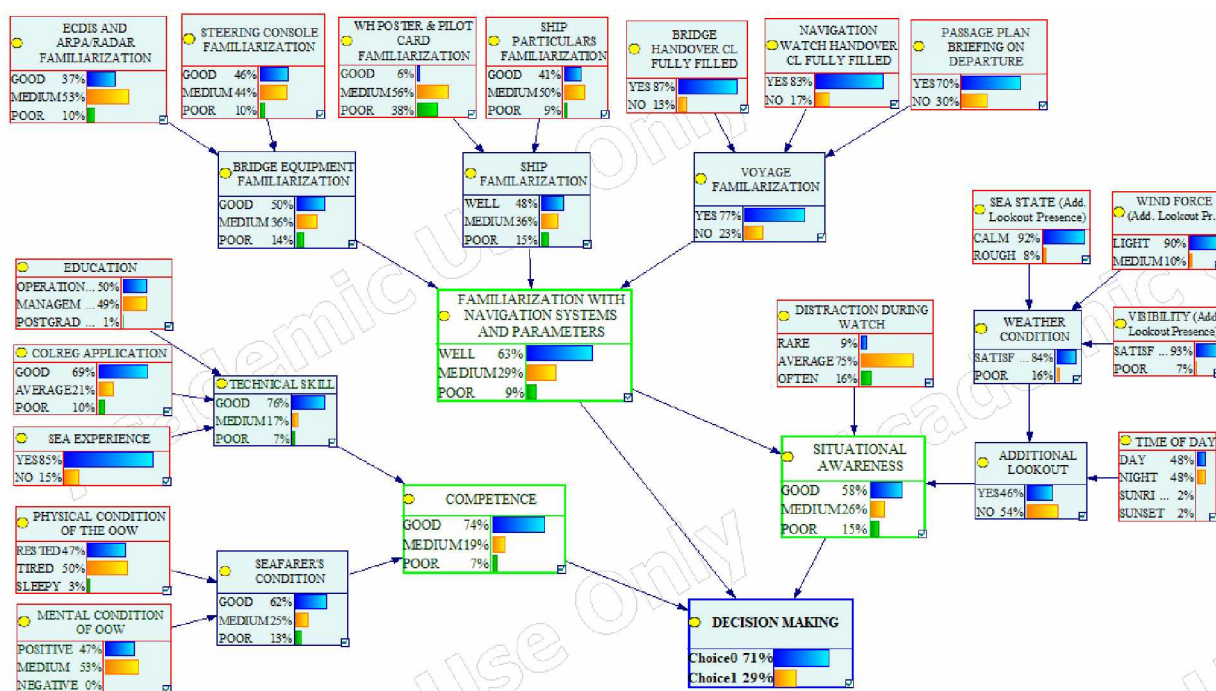 ECDIS AND
ARPA/RADAR
FAMILIARIZATION
GOOD 37%
MEDIUM 53%
POOR 10%
STEERING CONSOLE
FAMILIARIZATION
GOOD 46%
MEDIUM 44%
POOR 10%
WH POSTER & PILOT
CARD
FAMILIARIZATION
GOOD 6%
MEDIUM 56%
POOR 38%
SHIP
PARTICULARS
FAMILIARIZATION
GOOD 41%
MEDIUM 50%
POOR 9%
BRIDGE
HANDOVER CL
FULLY FILLED
YES 87%
NO 13%
NAVIGATION
WATCH HANDOVER
CL FULLY FILLED
YES 83%
NO 17%
PASSAGE PLAN
BRIEFING ON
DEPARTURE
YES 70%
NO 30%
BRIDGE EQUIPMENT
FAMILIARIZATION
GOOD 50%
MEDIUM 36%
POOR 14%
SHIP
FAMILARIZATION
WELL 48%
MEDIUM 36%
POOR 15%
VOYAGE
FAMILARIZATION
YES 77%
NO 23%
SEA STATE (Add.
Lookout Presence)
CALM 92%
ROUGH 8%
WIND FORCE
(Add. Lookout Pr...
LIGHT 90%
MEDIUM 10%
EDUCATION
OPERATION... 50%
MANAGEM ... 49%
POSTGRAD ... 1%
FAMILIARIZATION WITH
NAVIGATION SYSTEMS
AND PARAMETERS
WELL 63%
MEDIUM 29%
POOR 9%
DISTRACTION DURING
WATCH
RARE 9%
AVERAGE 75%
OFTEN 16%
WEATHER
CONDITION
SATISF ... 84%
POOR 16%
VISIBILITY (Add.
Lookout Presence)
SATISF ... 93%
POOR 7%
COLREG APPLICATION
GOOD 69%
AVERAGE 21%
POOR 10%
TECHNICAL SKILL
GOOD 76%
MEDIUM 17%
POOR 7%
SEA EXPERIENCE
YES 85%
NO 15%
SITUATIONAL
AWARENESS
GOOD 58%
MEDIUM 26%
POOR 15%
ADDITIONAL
LOOKOUT
YES 46%
NO 54%
TIME OF DAY
DAY 48%
NIGHT 48%
SUNRI ... 2%
SUNSET 2%
COMPETENCE
GOOD 74%
MEDIUM 19%
POOR 7%
PHYSICAL CONDITION
OF THE OOW
RESTED 47%
TIRED 50%
SLEEPY 3%
SEAFARER'S
CONDITION
GOOD 62%
MEDIUM 25%
POOR 13%
MENTAL CONDITION
OF OOW
POSITIVE 47%
MEDIUM 53%
NEGATIVE 0%
DECISION MAKING
Choice0 71%
Choice1 29%
Academic Use Only
Use Only
Academic